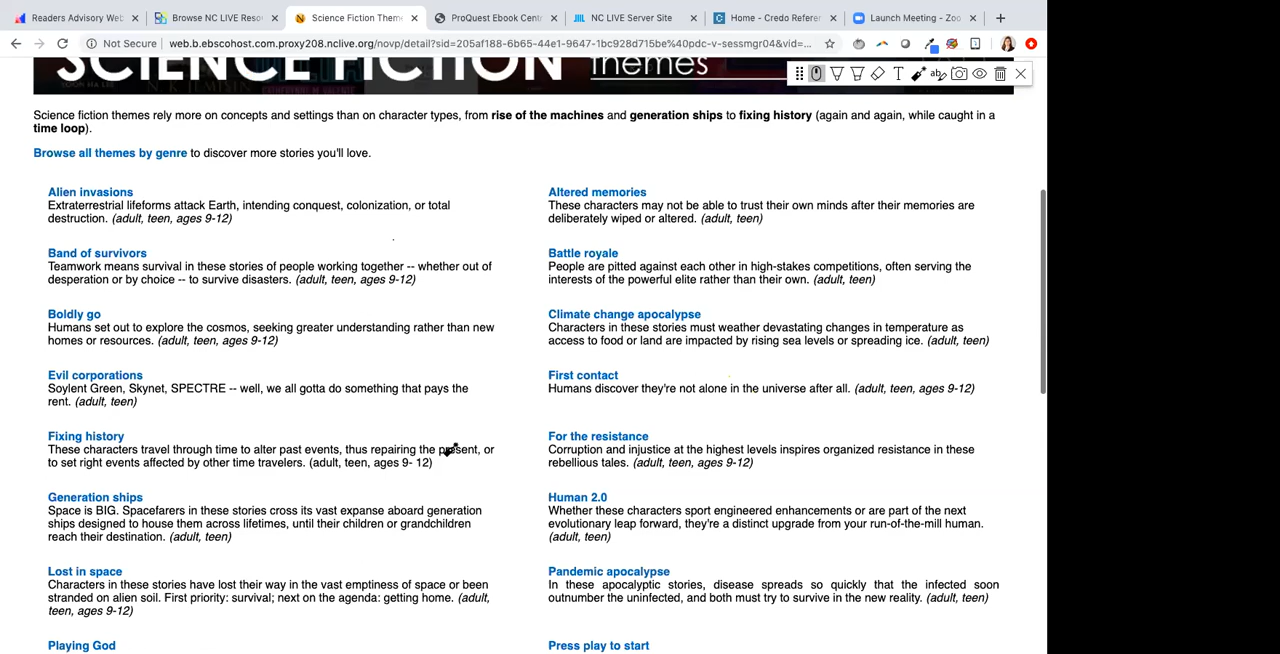 Readers Advisory Web
Browse NC LIVE Reso
Science Fiction Them
ProQuest Ebook Cent
NC LIVE Server Site
Home - Credo Referen
Launch Meeting - Zoo
Not Secure
web.b.ebscohost.com.proxy208.nclive.org/novp/detail?sid=205af188-6b65-44e1-9647-1bc928d715be%40pdc-v-sessmgr04&vid=...
SCIENCE FICTION themes
Science fiction themes rely more on concepts and settings than on character types, from rise of the machines and generation ships to fixing history (again and again, while caught in a
time loop).
Browse all themes by genre to discover more stories you'll love.
Alien invasions
Extraterrestrial lifeforms attack Earth, intending conquest, colonization, or total
destruction. (adult, teen, ages 9-12)
Altered memories
These characters may not be able to trust their own minds after their memories are
deliberately wiped or altered. (adult, teen)
Band of survivors
Teamwork means survival in these stories of people working together -- whether out of
desperation or by choice -- to survive disasters. (adult, teen, ages 9-12)
Battle royale
People are pitted against each other in high-stakes competitions, often serving the
interests of the powerful elite rather than their own. (adult, teen)
Boldly go
Humans set out to explore the cosmos, seeking greater understanding rather than new
homes or resources. (adult, teen, ages 9-12)
Climate change apocalypse
Characters in these stories must weather devastating changes in temperature as
access to food or land are impacted by rising sea levels or spreading ice. (adult, teen)
Evil corporations
Soylent Green, Skynet, SPECTRE -- well, we all gotta do something that pays the
rent. (adult, teen)
First contact
Humans discover they're not alone in the universe after all. (adult, teen, ages 9-12)
Fixing history
These characters travel through time to alter past events, thus repairing the present, or
to set right events affected by other time travelers. (adult, teen, ages 9- 12)
For the resistance
Corruption and injustice at the highest levels inspires organized resistance in these
rebellious tales. (adult, teen, ages 9-12)
Generation ships
Space is BIG. Spacefarers in these stories cross its vast expanse aboard generation
ships designed to house them across lifetimes, until their children or grandchildren
reach their destination. (adult, teen)
Human 2.0
Whether these characters sport engineered enhancements or are part of the next
evolutionary leap forward, they're a distinct upgrade from your run-of-the-mill human.
(adult, teen)
Lost in space
Characters in these stories have lost their way in the vast emptiness of space or been
stranded on alien soil. First priority: survival; next on the agenda: getting home. (adult,
teen, ages 9-12)
Pandemic apocalypse
In these apocalyptic stories, disease spreads so quickly that the infected soon
outnumber the uninfected, and both must try to survive in the new reality. (adult, teen)
Playing God
Press play to start